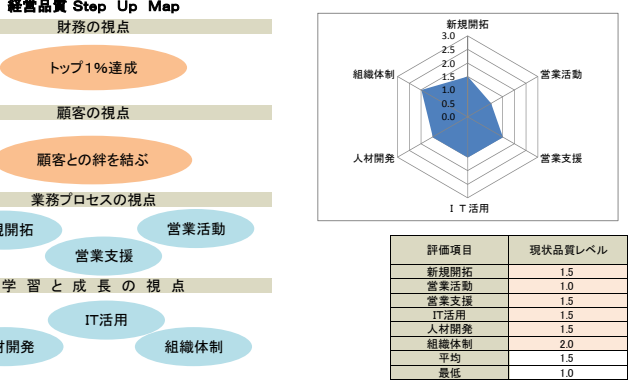 経営品質 Step Up Map
財務の視点
トップ1%達成
顧客の視点
顧客との絆を結ぶ
業務プロセスの視点
開拓
営業活動
営業支援
学 習 と 成 長 の 視 点
IT活用
開発
組織体制
新規開拓
3.0
2.5
2.0
1.5
1.0
0.5
0.0
組織体制
営業活動
人材開発
営業支援
ＩＴ活用
評価項目 現状品質レベル
新規開拓 1.5
営業活動 1.0
営業支援 1.5
IT活用 1.5
人材開発 1.5
組織体制 2.0
平均 1.5
最低 1.0